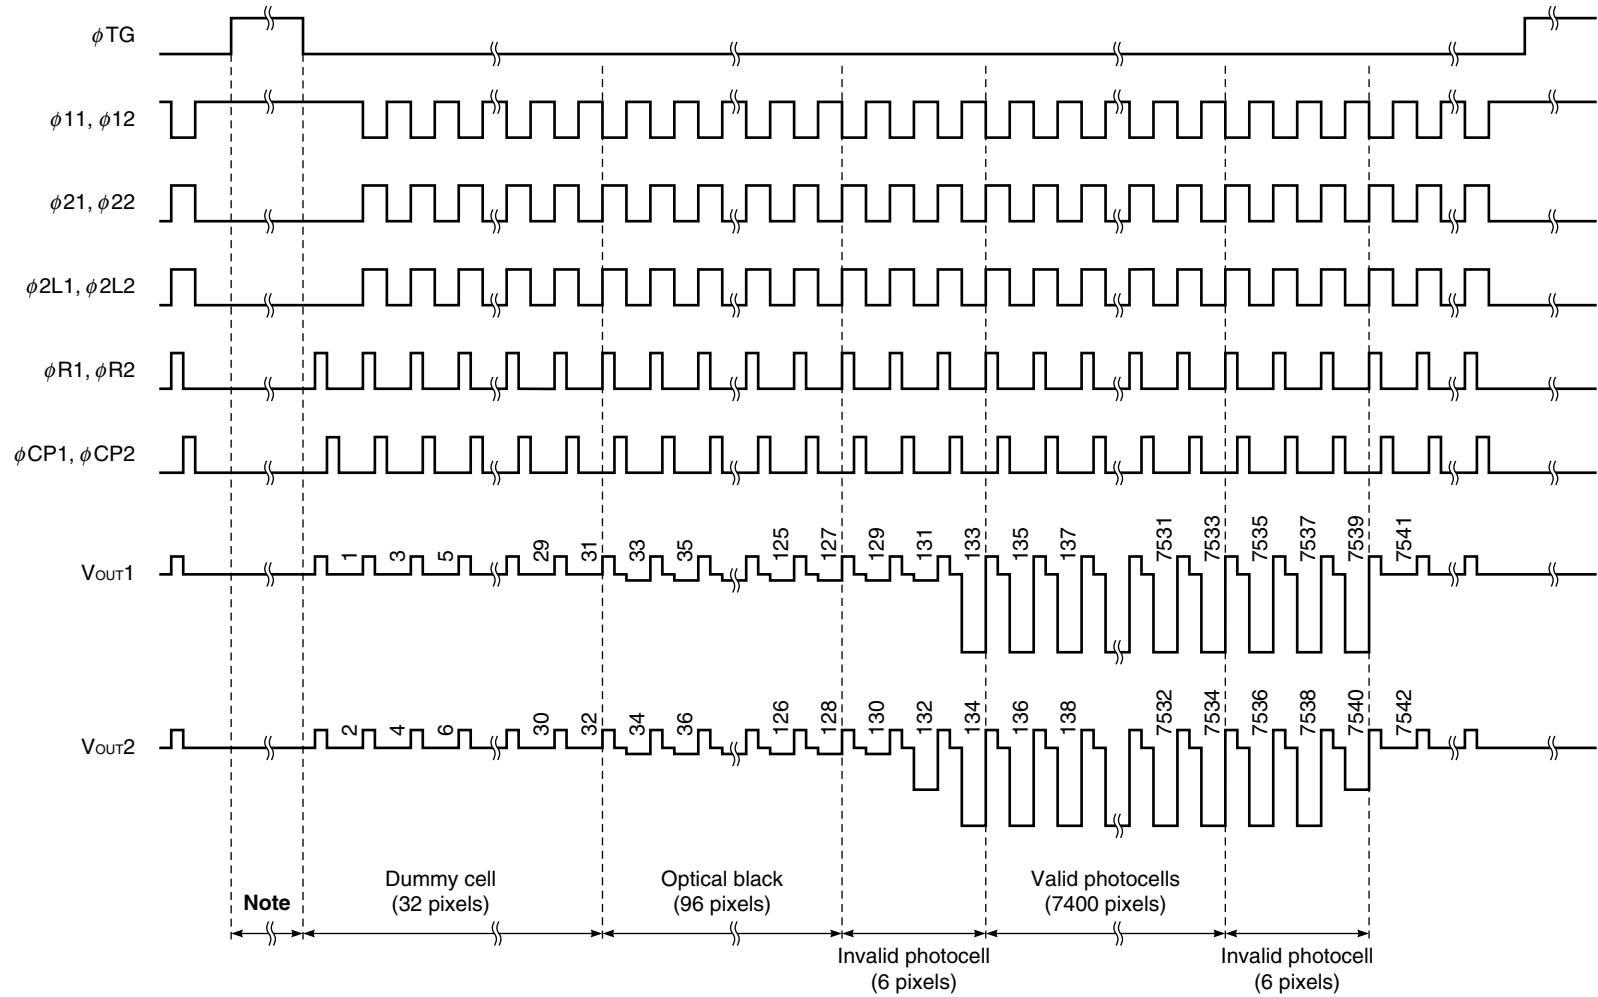 ϕTG
ϕ11, ϕ12
ϕ21, ϕ22
ϕ2L1, ϕ2L2
ϕR1, ϕR2
ϕCP1, ϕCP2
VOUT1
1 3 5 29 31 33 35 125 127 129 131 133 135 137 7531 7533 7535 7537 7539 7541
VOUT2
2 4 6 30 32 34 36 126 128 130 132 134 136 138 7532 7534 7536 7538 7540 7542
Note
Dummy cell
(32 pixels)
Optical black
(96 pixels)
Invalid photocell
(6 pixels)
Valid photocells
(7400 pixels)
Invalid photocell
(6 pixels)